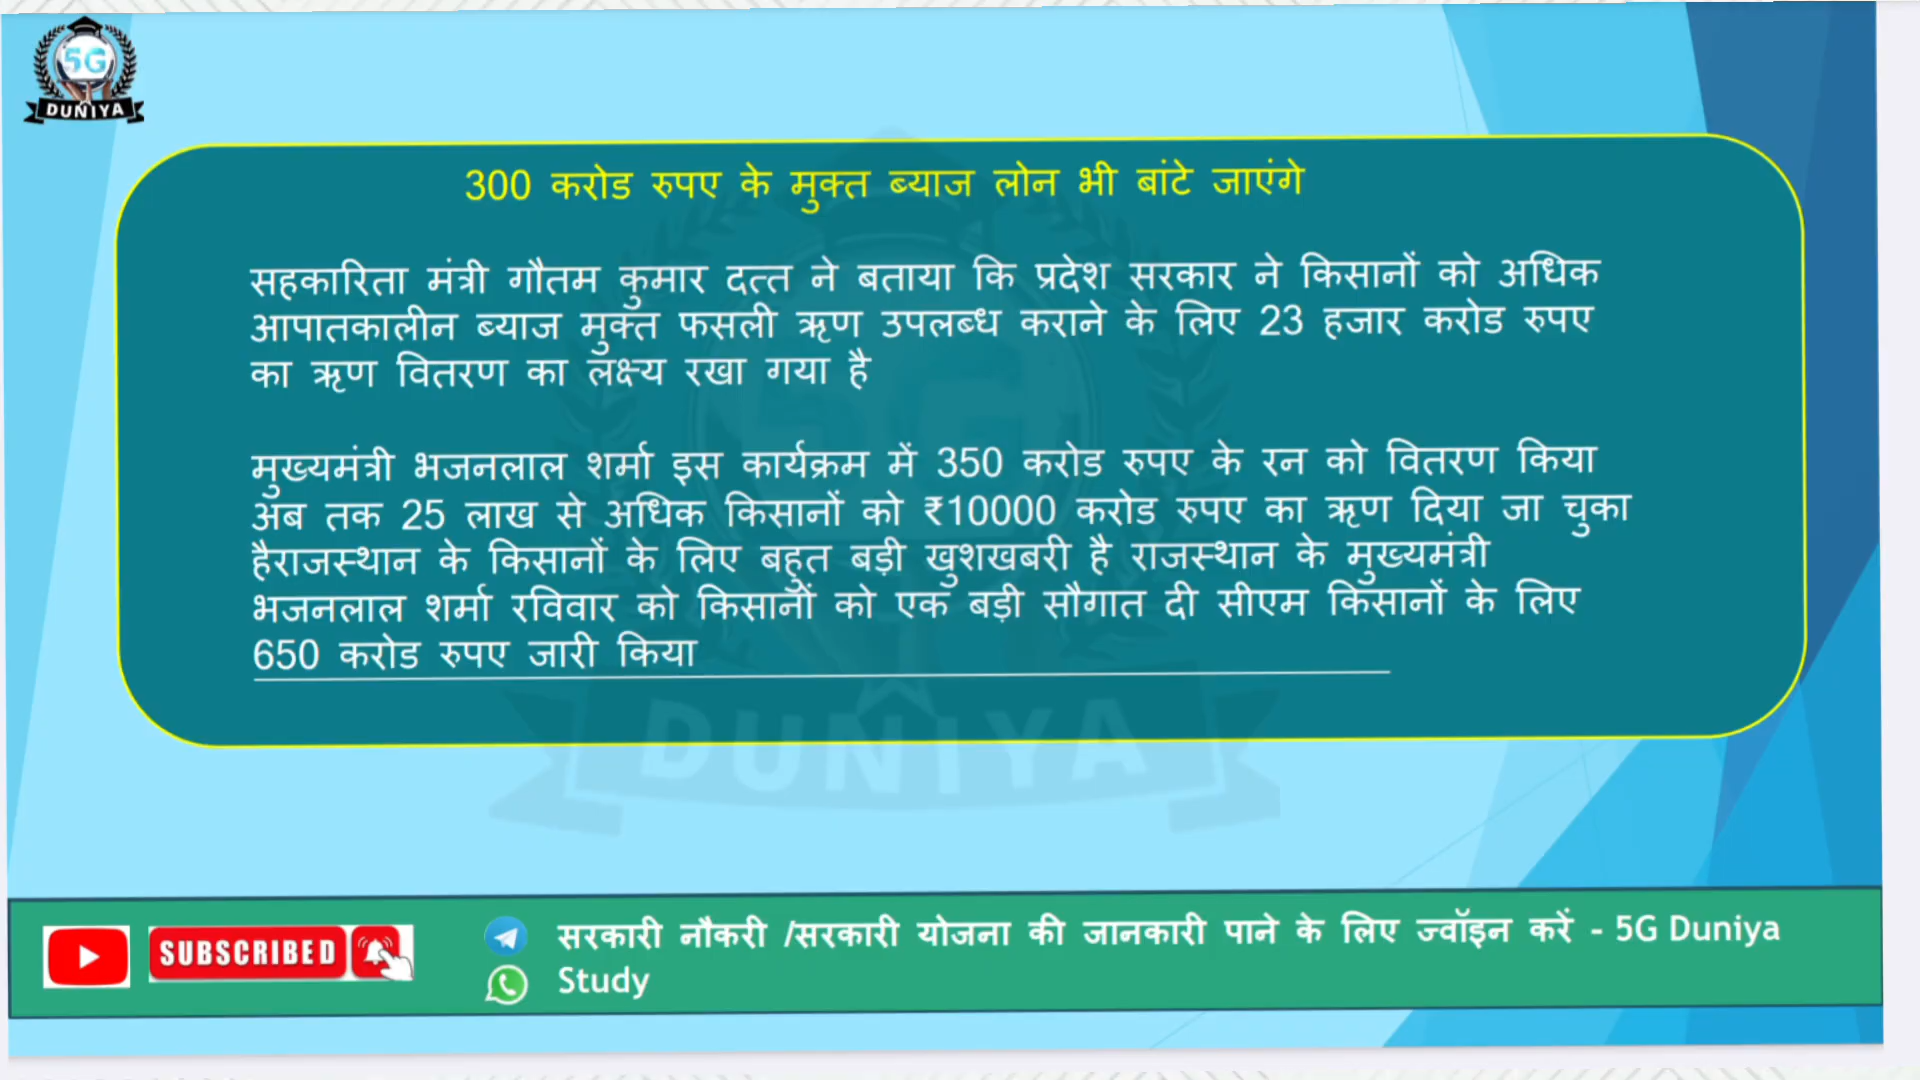 5G
DUNIYA
300 करोड रुपए के मुक्त ब्याज लोन भी बांटे जाएंगे
सहकारिता मंत्री गौतम कुमार दत्त ने बताया कि प्रदेश सरकार ने किसानों को अधिक
आपातकालीन ब्याज मुक्त फसली ऋण उपलब्ध कराने के लिए 23 हजार करोड रुपए
का ऋण वितरण का लक्ष्य रखा गया है
मुख्यमंत्री भजनलाल शर्मा इस कार्यक्रम में 350 करोड रुपए के रन को वितरण किया
अब तक 25 लाख से अधिक किसानों को ₹10000 करोड रुपए का ऋण दिया जा चुका
हैराजस्थान के किसानों के लिए बहुत बड़ी खुशखबरी है राजस्थान के मुख्यमंत्री
भजनलाल शर्मा रविवार को किसानों को एक बड़ी सौगात दी सीएम किसानों के लिए
650 करोड रुपए जारी किया
5G
DUNIYA
SUBSCRIBED
सरकारी नौकरी /सरकारी योजना की जानकारी पाने के लिए ज्वॉइन करें - 5G Duniya
Study